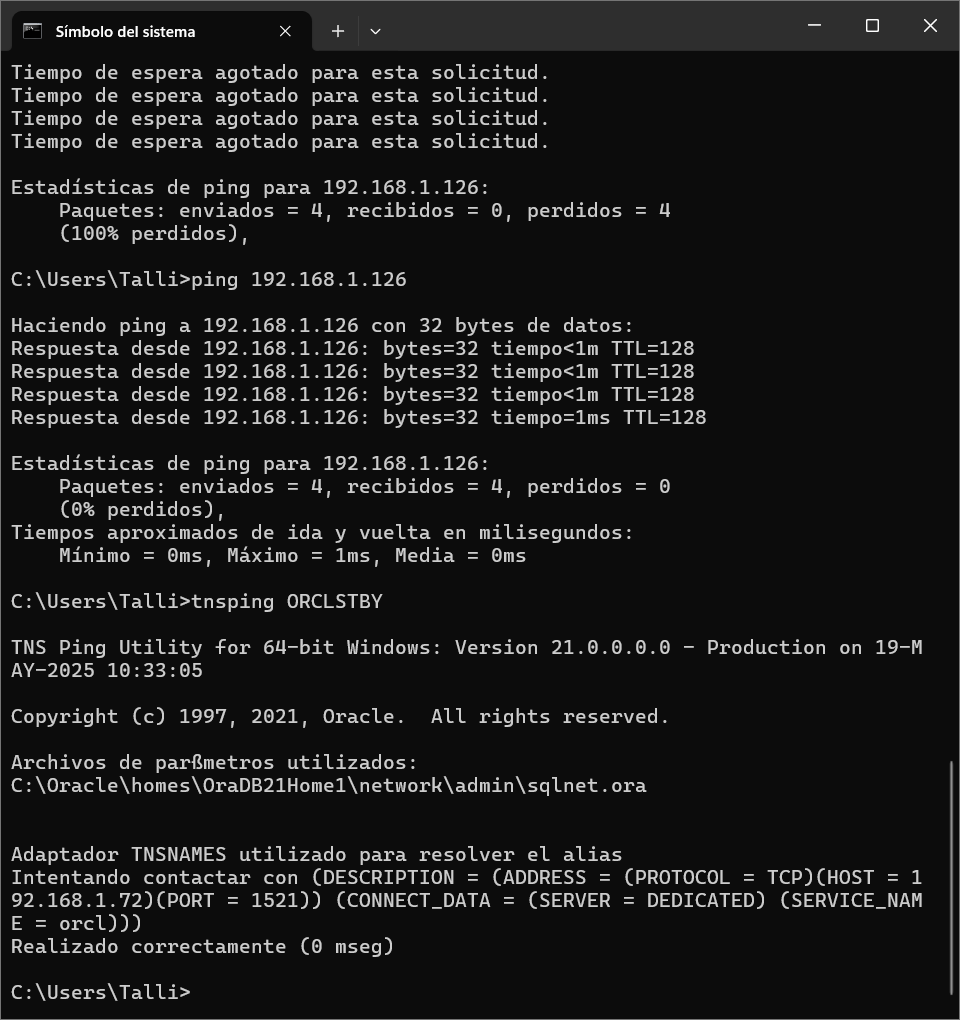 Símbolo del sistema
Tiempo de espera agotado para esta solicitud.
Tiempo de espera agotado para esta solicitud.
Tiempo de espera agotado para esta solicitud.
Tiempo de espera agotado para esta solicitud.
Estadísticas de ping para 192.168.1.126:
Paquetes: enviados = 4, recibidos = 0, perdidos = 4
(100% perdidos),
C:\Users\Talli>ping 192.168.1.126
Haciendo ping a 192.168.1.126 con 32 bytes de datos:
Respuesta desde 192.168.1.126: bytes=32 tiempo<1m TTL=128
Respuesta desde 192.168.1.126: bytes=32 tiempo<1m TTL=128
Respuesta desde 192.168.1.126: bytes=32 tiempo<1m TTL=128
Respuesta desde 192.168.1.126: bytes=32 tiempo=1ms TTL=128
Estadísticas de ping para 192.168.1.126:
Paquetes: enviados = 4, recibidos = 4, perdidos = 0
(0% perdidos),
Tiempos aproximados de ida y vuelta en milisegundos:
Mínimo = 0ms, Máximo = 1ms, Media = 0ms
C:\Users\Talli>tnsping ORCLSTBY
TNS Ping Utility for 64-bit Windows: Version 21.0.0.0.0 - Production on 19-M
AY-2025 10:33:05
Copyright (c) 1997, 2021, Oracle.  All rights reserved.
Archivos de parßmetros utilizados:
C:\Oracle\homes\OraDB21Home1\network\admin\sqlnet.ora
Adaptador TNSNAMES utilizado para resolver el alias
Intentando contactar con (DESCRIPTION = (ADDRESS = (PROTOCOL = TCP)(HOST = 1
92.168.1.72)(PORT = 1521)) (CONNECT_DATA = (SERVER = DEDICATED) (SERVICE_NAM
E = orcl)))
Realizado correctamente (0 mseg)
C:\Users\Talli>